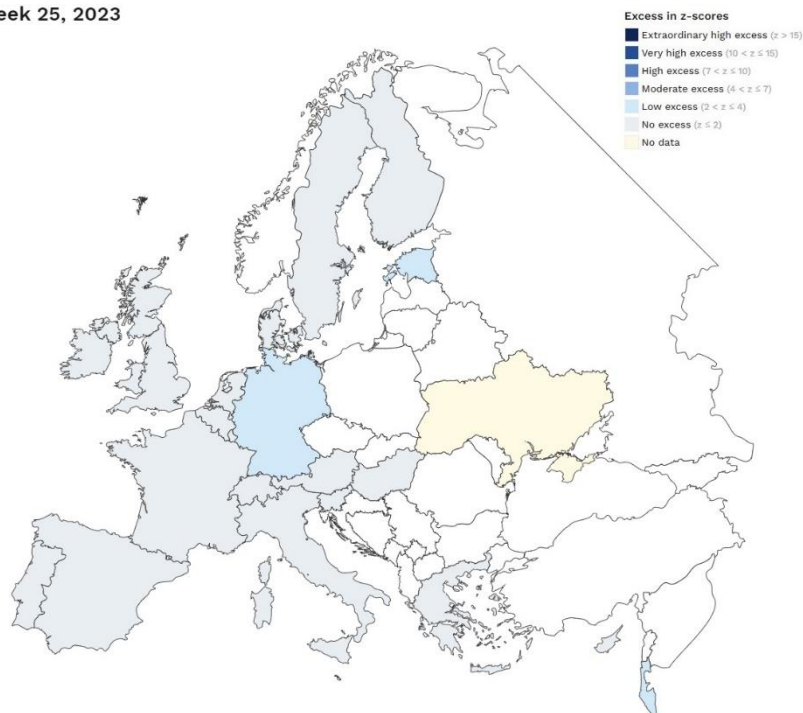 eek 25, 2023
Excess in z-scores
Extraordinary high excess (z > 15)
Very high excess (10 < z ≤ 15)
High excess (7 < z ≤ 10)
Moderate excess (4 < z ≤ 7)
Low excess (2 < z ≤ 4)
No excess (z ≤ 2)
No data